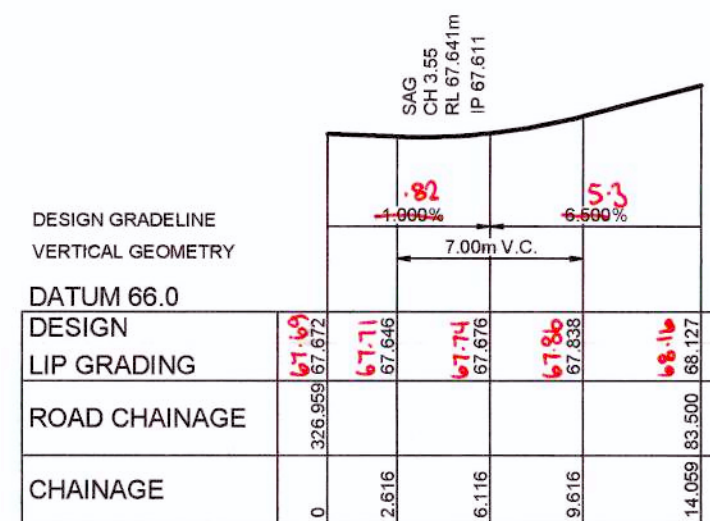 SAG
CH 3.55
RL 67.641m
IP 67.611
.82
5.3
1.000%
6.500%
DESIGN GRADELINE
VERTICAL GEOMETRY
7.00m V.C.
DATUM 66.0
DESIGN
LIP GRADING
67.69 67.672
67.71 67.646
67.74 67.676
67.86 67.838
68.16 68.127
ROAD CHAINAGE
326.959
83.500
CHAINAGE
0
2.616
6.116
9.616
14.059